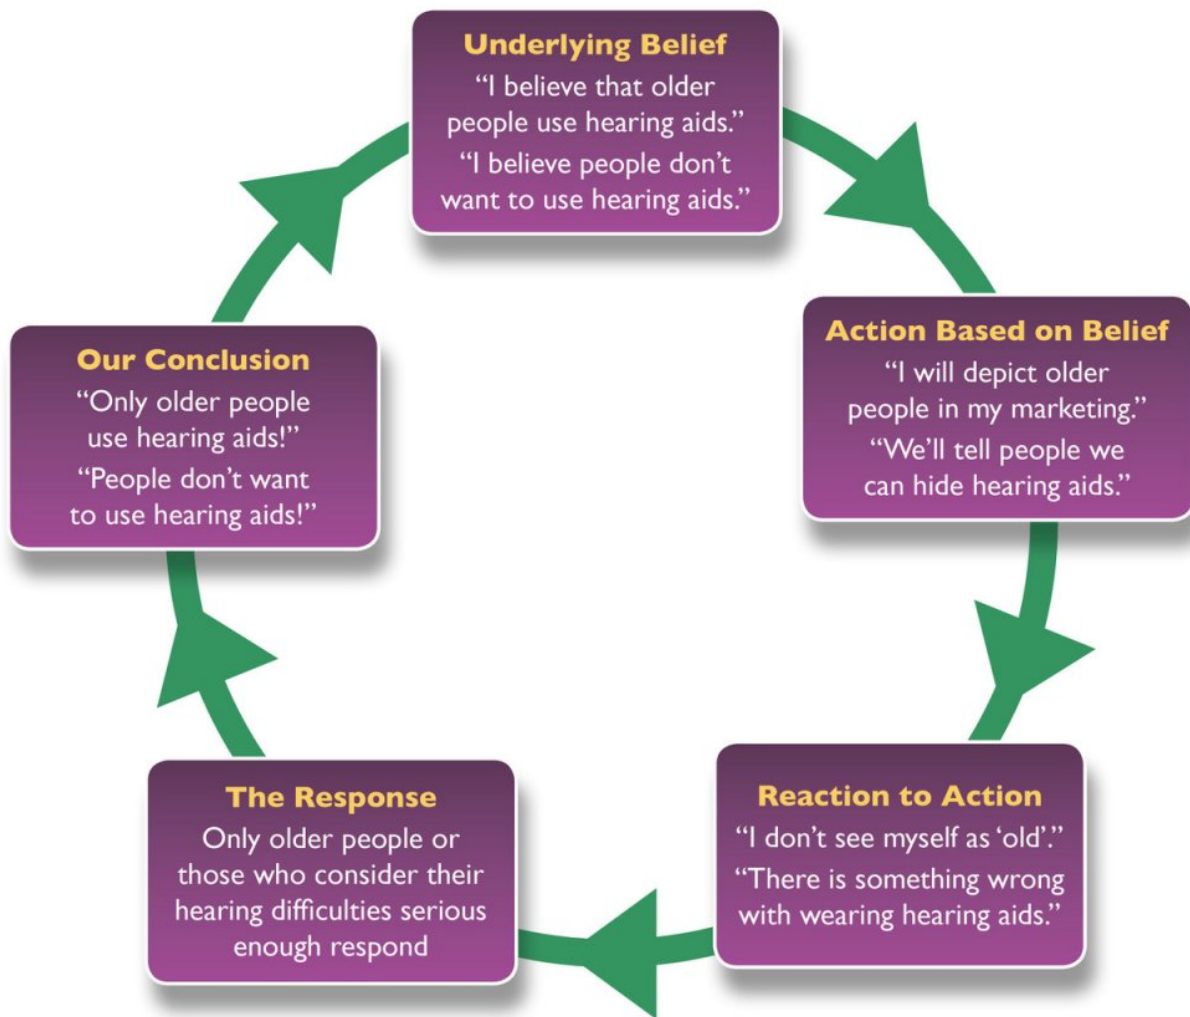 Underlying Belief
“I believe that older
people use hearing aids.”
“I believe people don’t
want to use hearing aids.”
Action Based on Belief
“I will depict older
people in my marketing.”
“We’ll tell people we
can hide hearing aids.”
Reaction to Action
“I don’t see myself as ‘old’.”
“There is something wrong
with wearing hearing aids.”
The Response
Only older people or
those who consider their
hearing difficulties serious
enough respond
Our Conclusion
“Only older people
use hearing aids!”
“People don’t want
to use hearing aids!”